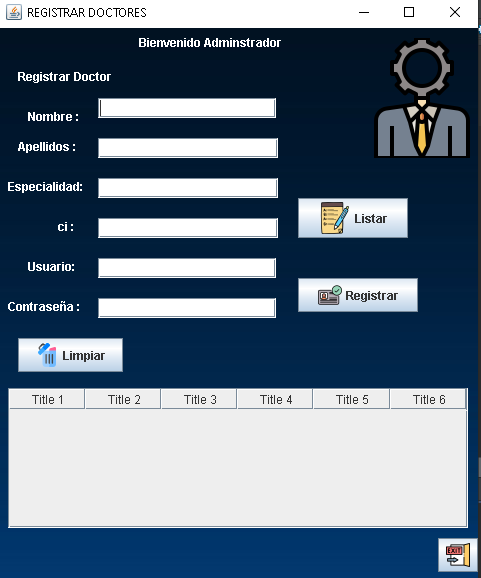 REGISTRAR DOCTORES
Bienvenido Adminstrador
Registrar Doctor
Nombre :
Apellidos :
Especialidad:
Listar
ci :
Usuario:
Registrar
Contraseña :
Limpiar
Title 1 Title 2 Title 3 Title 4 Title 5 Title 6
EXIT